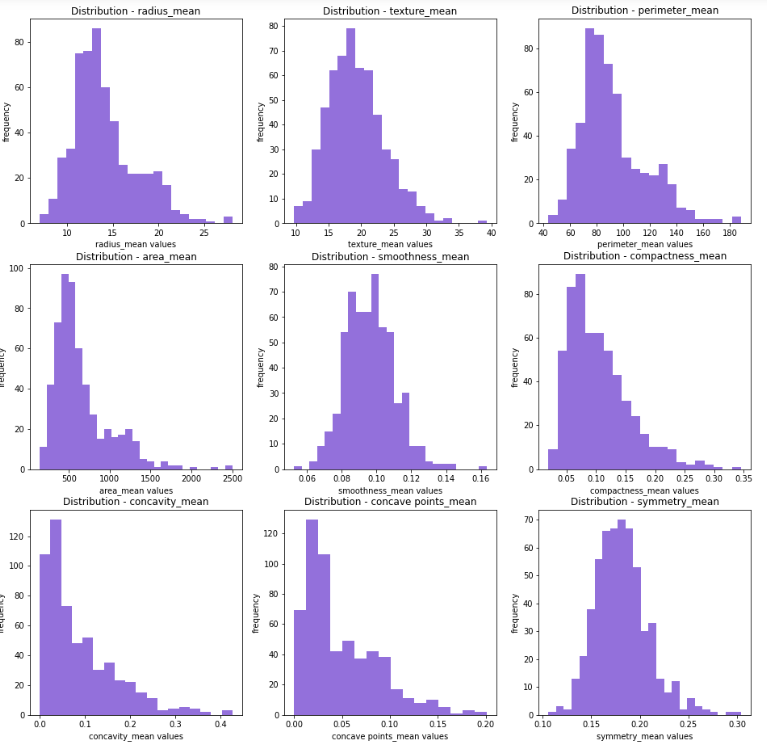 Distribution - radius_mean
80
60
40
20
0
frequency
10 15 20 25
radius_mean values
Distribution - texture_mean
80
70
60
50
40
30
20
10
0
frequency
10 15 20 25 30 35 40
texture_mean values
Distribution - perimeter_mean
80
60
40
20
0
frequency
40 60 80 100 120 140 160 180
perimeter_mean values
Distribution - area_mean
100
80
60
40
20
0
frequency
500 1000 1500 2000 2500
area_mean values
Distribution - smoothness_mean
80
70
60
50
40
30
20
10
0
frequency
0.06 0.08 0.10 0.12 0.14 0.16
smoothness_mean values
Distribution - compactness_mean
80
60
40
20
0
frequency
0.05 0.10 0.15 0.20 0.25 0.30 0.35
compactness_mean values
Distribution - concavity_mean
120
100
80
60
40
20
0
frequency
0.0 0.1 0.2 0.3 0.4
concavity_mean values
Distribution - concave points_mean
120
100
80
60
40
20
0
frequency
0.00 0.05 0.10 0.15 0.20
concave points_mean values
Distribution - symmetry_mean
70
60
50
40
30
20
10
0
frequency
0.10 0.15 0.20 0.25 0.30
symmetry_mean values